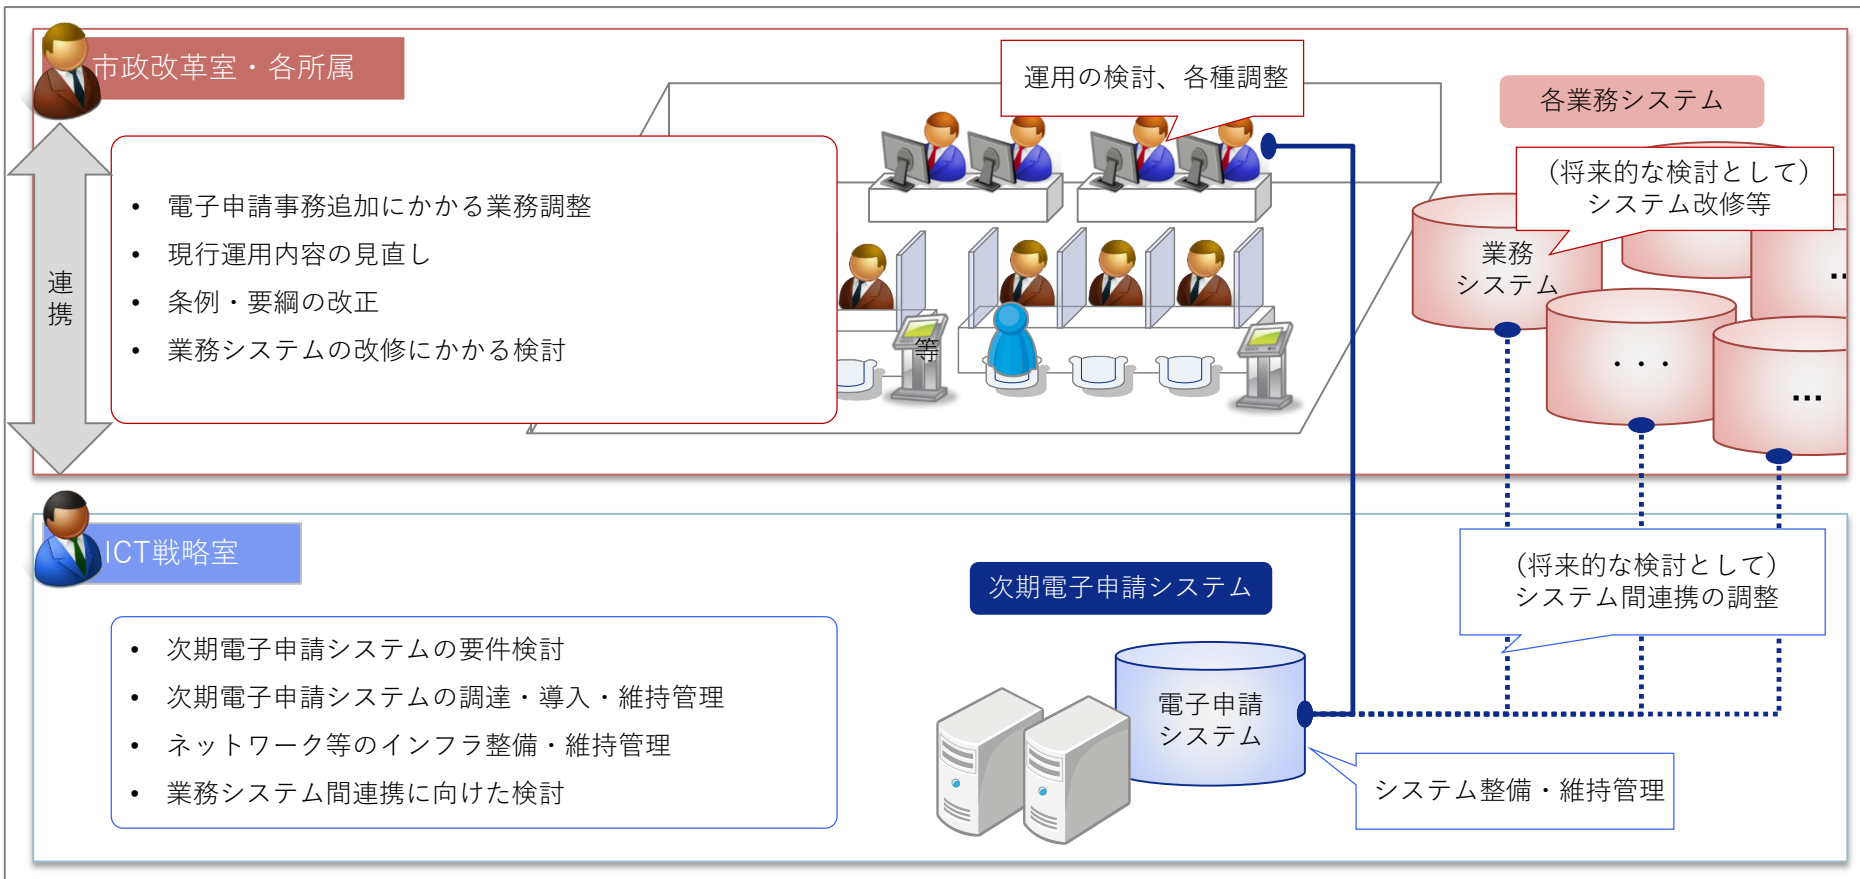 市政改革室・各所属
連携
• 電子申請事務追加にかかる業務調整
• 現行運用内容の見直し
• 条例・要綱の改正
• 業務システムの改修にかかる検討
等
運用の検討、各種調整
各業務システム
（将来的な検討として）
システム改修等
業務
システム
・・・
...
...
ICT戦略室
• 次期電子申請システムの要件検討
• 次期電子申請システムの調達・導入・維持管理
• ネットワーク等のインフラ整備・維持管理
• 業務システム間連携に向けた検討
次期電子申請システム
電子申請
システム
（将来的な検討として）
システム間連携の調整
システム整備・維持管理